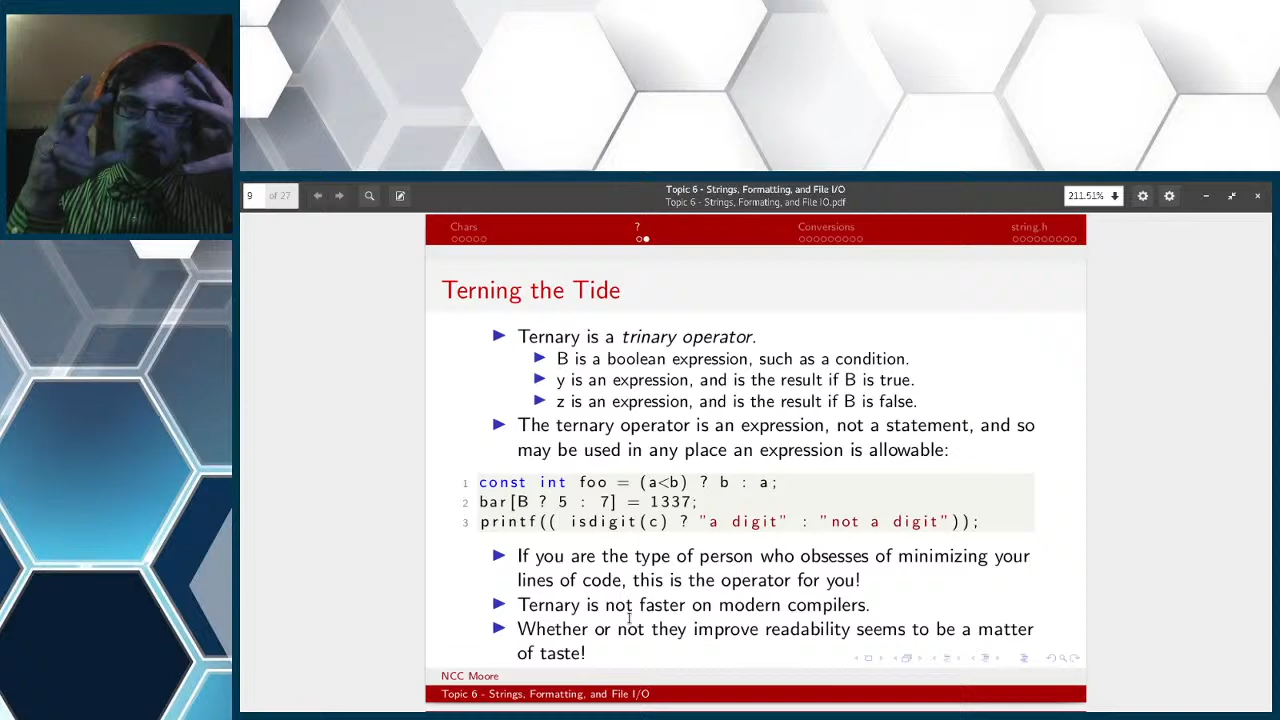 9 of 27
Topic 6 - Strings, Formatting, and File I/O
Topic 6 - Strings, Formating, and File IO.pdf
211.51%
Chars ? Conversions string.h
Terning the Tide
Ternary is a trinary operator.
B is a boolean expression, such as a condition.
y is an expression, and is the result if B is true.
z is an expression, and is the result if B is false.
The ternary operator is an expression, not a statement, and so
may be used in any place an expression is allowable:
1 const int foo = (a<b) ? b : a;
2 bar[B ? 5 : 7] = 1337;
3 printf(( isdigit(c) ? "a digit" : "not a digit"));
If you are the type of person who obsesses of minimizing your
lines of code, this is the operator for you!
Ternary is not faster on modern compilers.
Whether or not they improve readability seems to be a matter
of taste!
NCC Moore
Topic 6 - Strings, Formatting, and File I/O